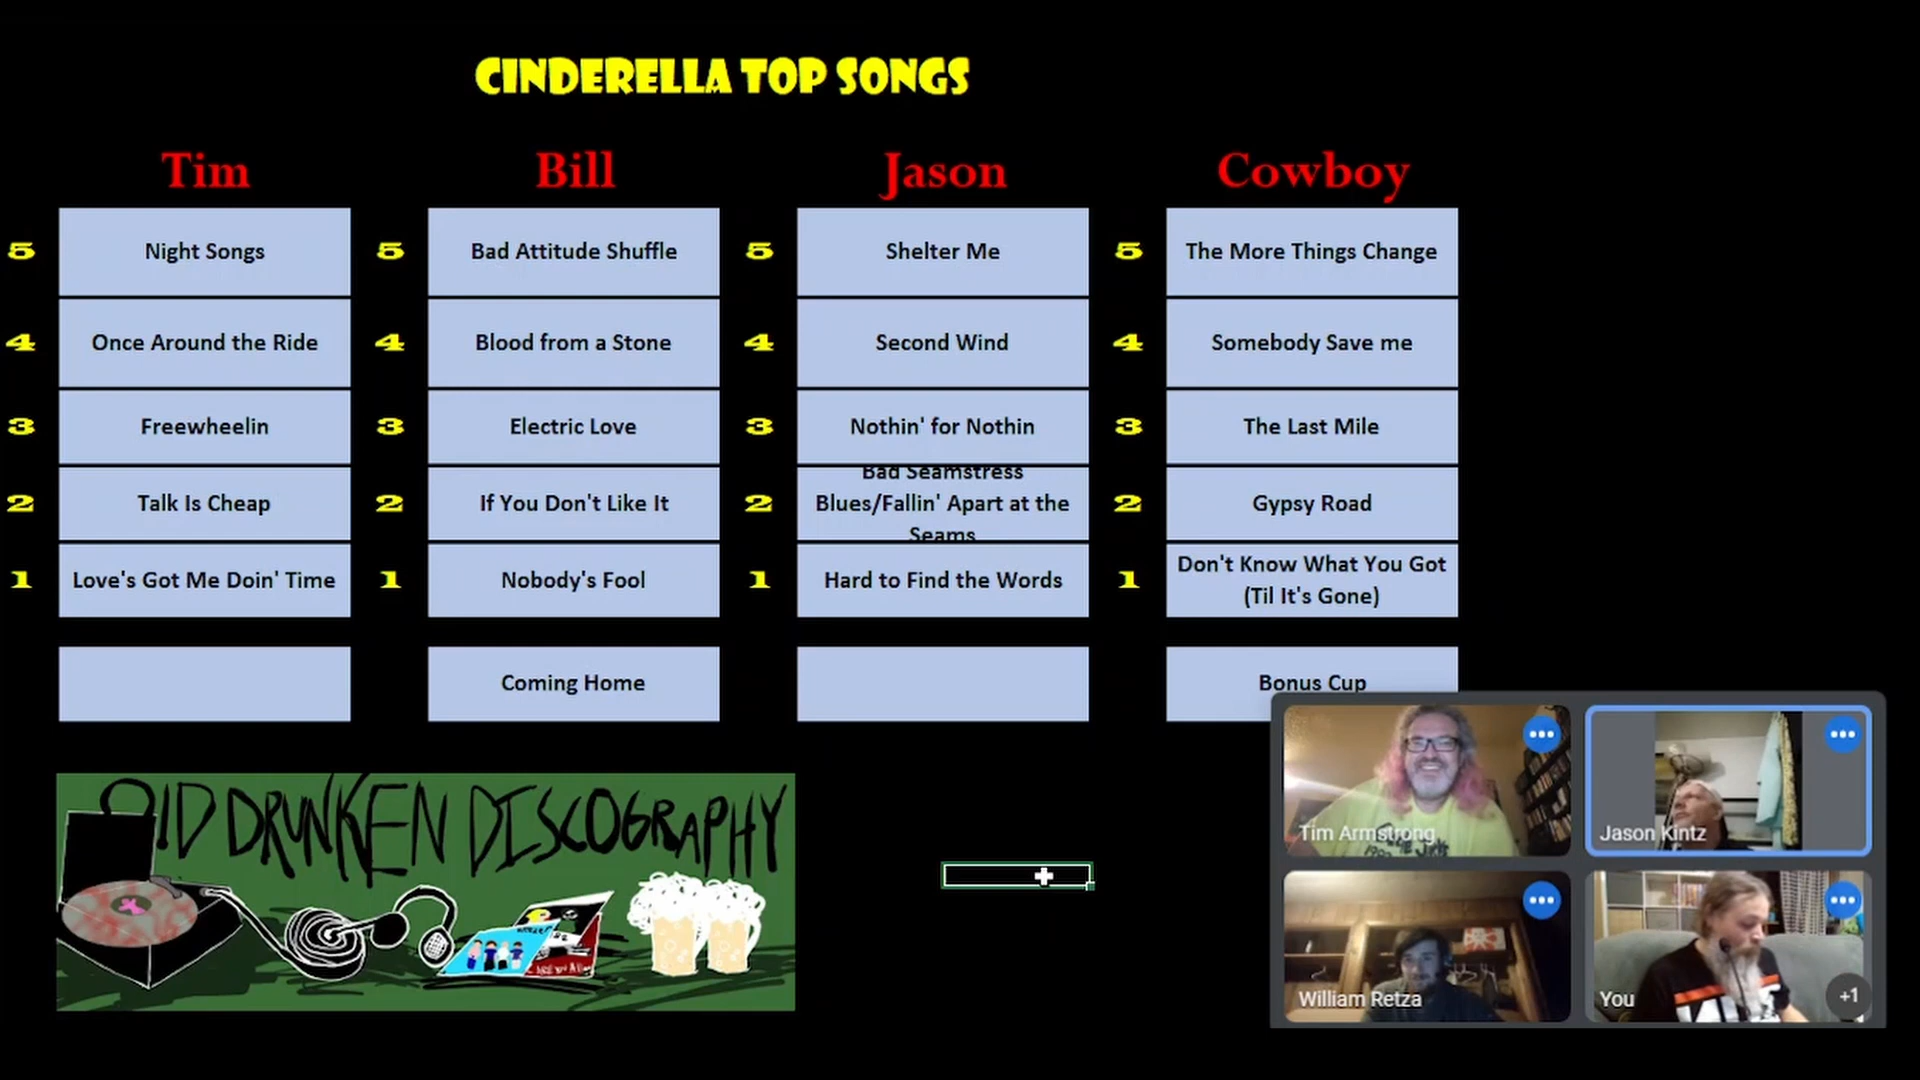 CINDERELLA TOP SONGS
Tim
Bill
Jason
Cowboy
5
Night Songs
5
Bad Attitude Shuffle
5
Shelter Me
5
The More Things Change
4
Once Around the Ride
4
Blood from a Stone
4
Second Wind
4
Somebody Save me
3
Freewheelin
3
Electric Love
3
Nothin' for Nothin
3
The Last Mile
2
Talk Is Cheap
2
If You Don't Like It
2
Bad Seamstress
Blues/Fallin' Apart at the
Seams
2
Gypsy Road
1
Love's Got Me Doin' Time
1
Nobody's Fool
1
Hard to Find the Words
1
Don't Know What You Got
(Til It's Gone)
Coming Home
Bonus Cup
DRUNKEN DISCOGRAPHY
Tim Armstrong
Jason Kintz
William Retza
You
+1